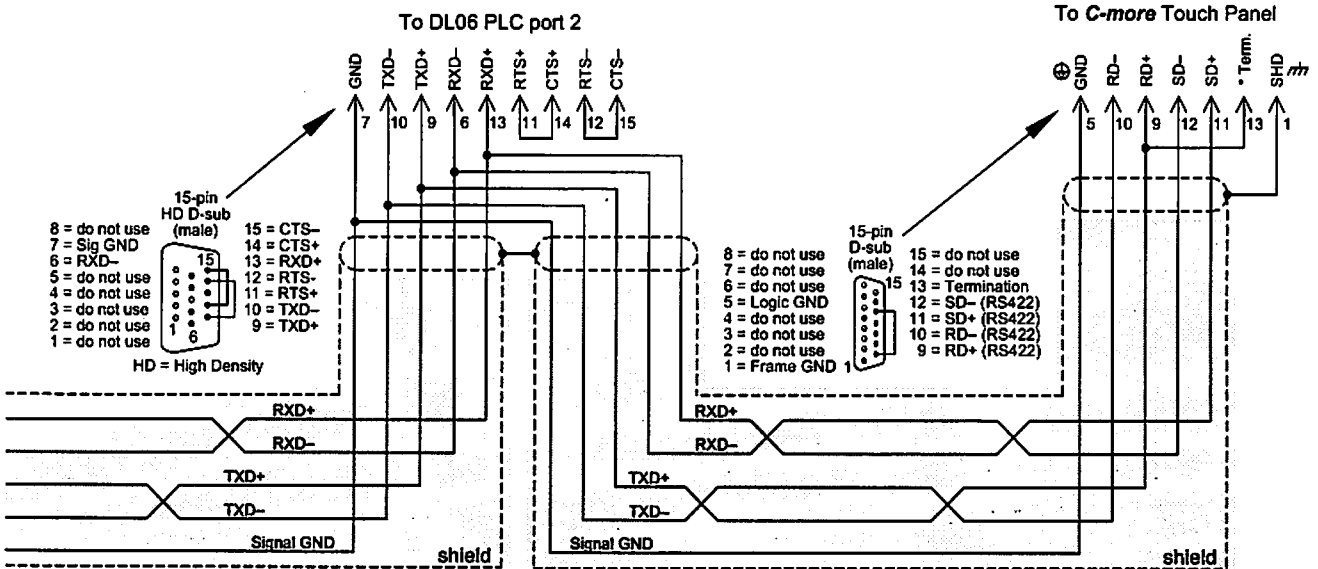 To DL06 PLC port 2
To C-more Touch Panel
GND
TXD–
TXD+
RXD–
RXD+
RTS+
CTS+
RTS–
CTS–
7
10
9
6
13
11
14
12
15
GND
RD–
RD+
SD–
SD+
* Term.
SHD
5
10
9
12
11
13
1
15-pin
HD D-sub
(male)
8 = do not use
7 = Sig GND
6 = RXD–
5 = do not use
4 = do not use
3 = do not use
2 = do not use
1 = do not use
15
1
6
15 = CTS–
14 = CTS+
13 = RXD+
12 = RTS-
11 = RTS+
10 = TXD–
9 = TXD+
HD = High Density
15-pin
D-sub
(male)
8 = do not use
7 = do not use
6 = do not use
5 = Logic GND
4 = do not use
3 = do not use
2 = do not use
1 = Frame GND
15
1
15 = do not use
14 = do not use
13 = Termination
12 = SD– (RS422)
11 = SD+ (RS422)
10 = RD– (RS422)
9 = RD+ (RS422)
RXD+
RXD–
TXD+
TXD–
Signal GND
shield
RXD+
RXD–
TXD+
TXD–
Signal GND
shield